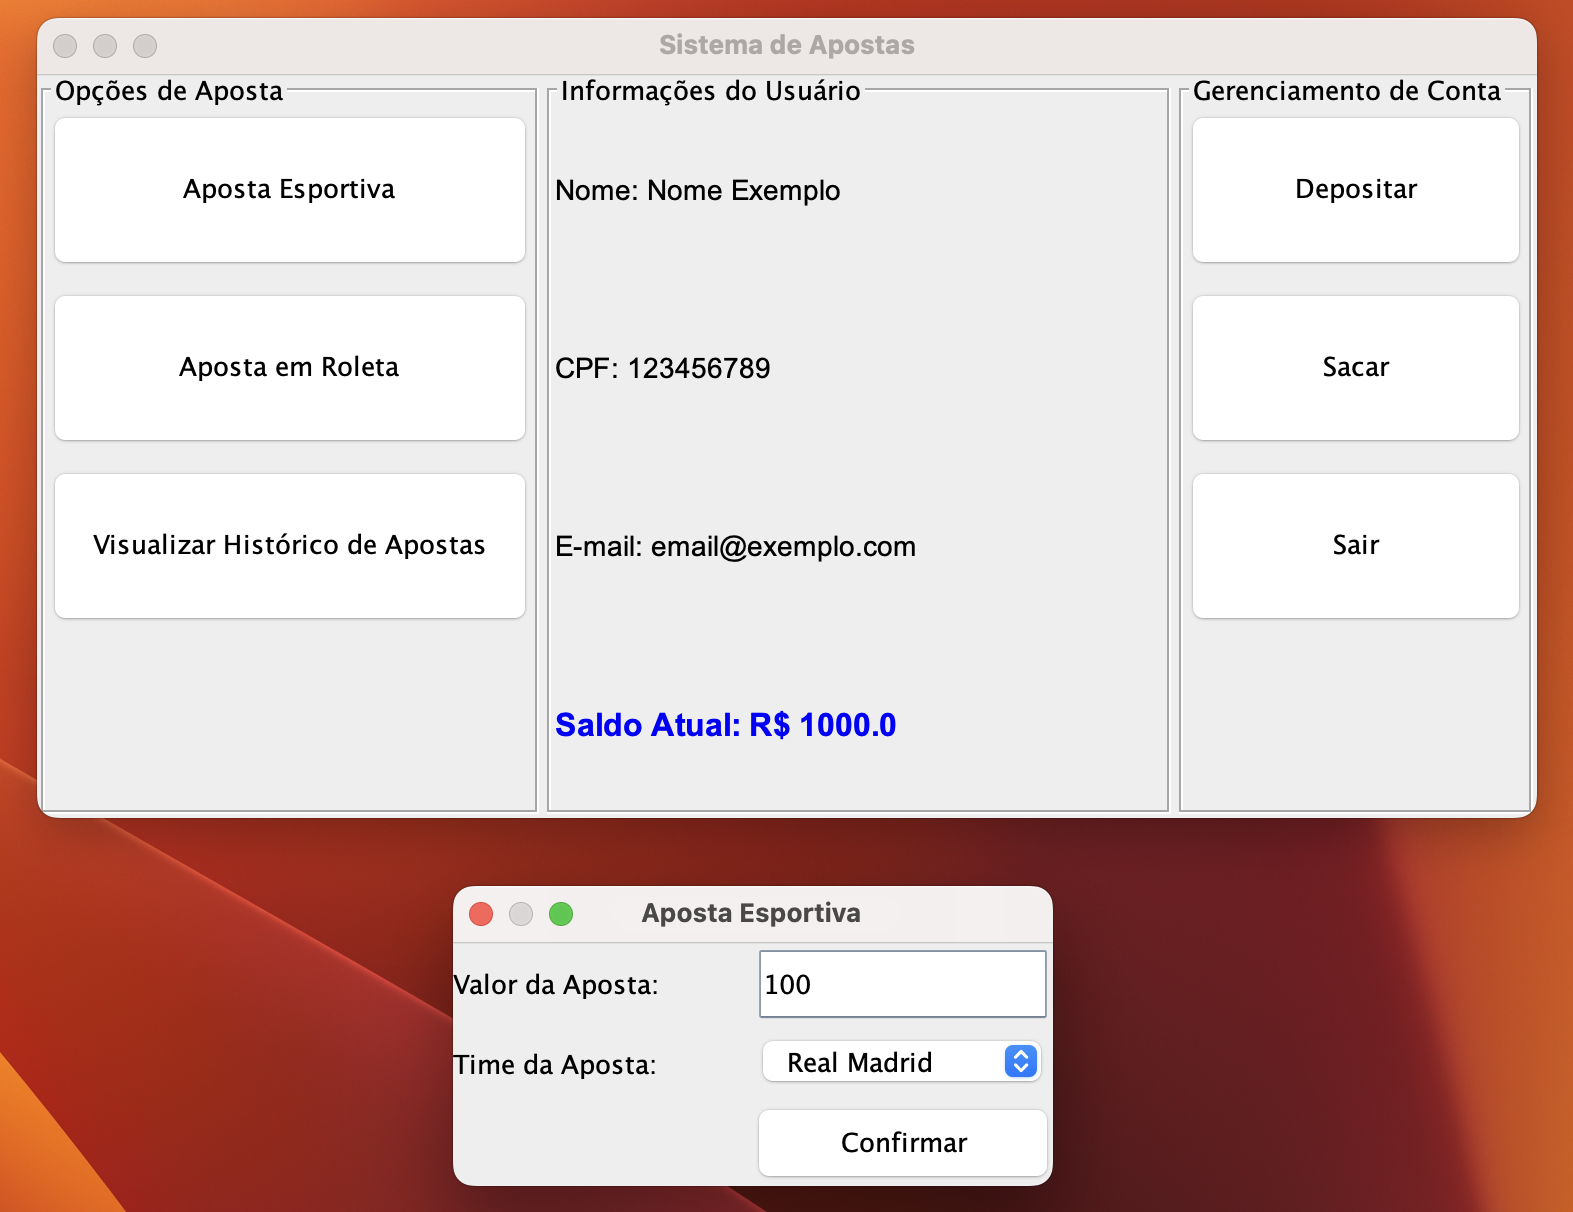 Sistema de Apostas
Opções de Aposta
Aposta Esportiva
Aposta em Roleta
Visualizar Histórico de Apostas
Informações do Usuário
Nome: Nome Exemplo
CPF: 123456789
E-mail: email@exemplo.com
Saldo Atual: R$ 1000.0
Gerenciamento de Conta
Depositar
Sacar
Sair
Aposta Esportiva
Valor da Aposta: 100
Time da Aposta: Real Madrid
Confirmar